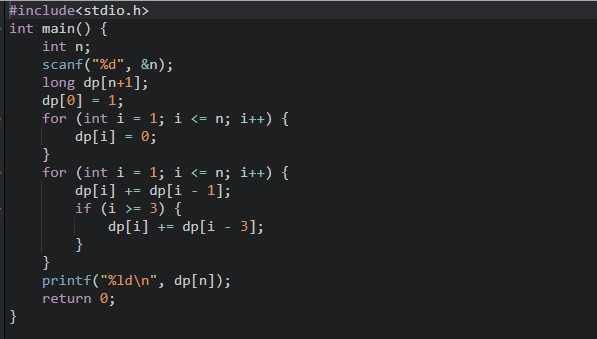 #include<stdio.h>
int main() {
    int n;
    scanf("%d", &n);
    long dp[n+1];
    dp[0] = 1;
    for (int i = 1; i <= n; i++) {
        dp[i] = 0;
    }
    for (int i = 1; i <= n; i++) {
        dp[i] += dp[i - 1];
        if (i >= 3) {
            dp[i] += dp[i - 3];
        }
    }
    printf("%ld\n", dp[n]);
    return 0;
}